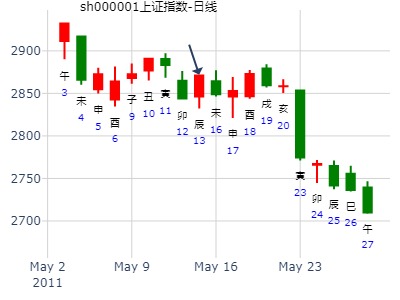 sh000001上证指数-日线
2900
2850
2800
2750
2700
午
3
未
4
申
5
酉
6
子
9
丑
10
寅
11
卯
12
辰
13
未
16
申
17
酉
18
戌
19
亥
20
寅
23
卯
24
辰
25
巳
26
午
27
May 2
2011
May 9
May 16
May 23